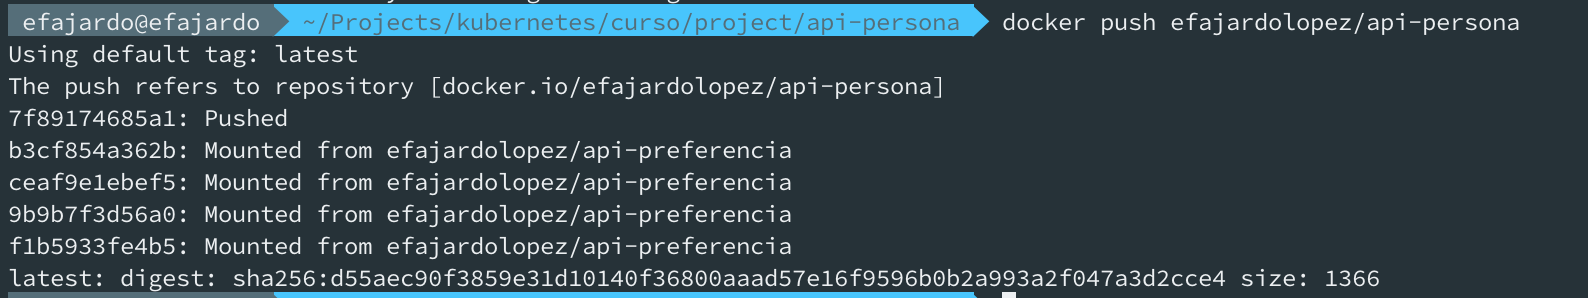 efajardo@efajardo ~/Projects/kubernetes/curso/project/api-persona docker push efajardolopez/api-persona
Using default tag: latest
The push refers to repository [docker.io/efajardolopez/api-persona]
7f89174685a1: Pushed
b3cf854a362b: Mounted from efajardolopez/api-preferencia
ceaf9e1ebef5: Mounted from efajardolopez/api-preferencia
9b9b7f3d56a0: Mounted from efajardolopez/api-preferencia
f1b5933fe4b5: Mounted from efajardolopez/api-preferencia
latest: digest: sha256:d55aec90f3859e31d10140f36800aaad57e16f9596b0b2a993a2f047a3d2cce4 size: 1366